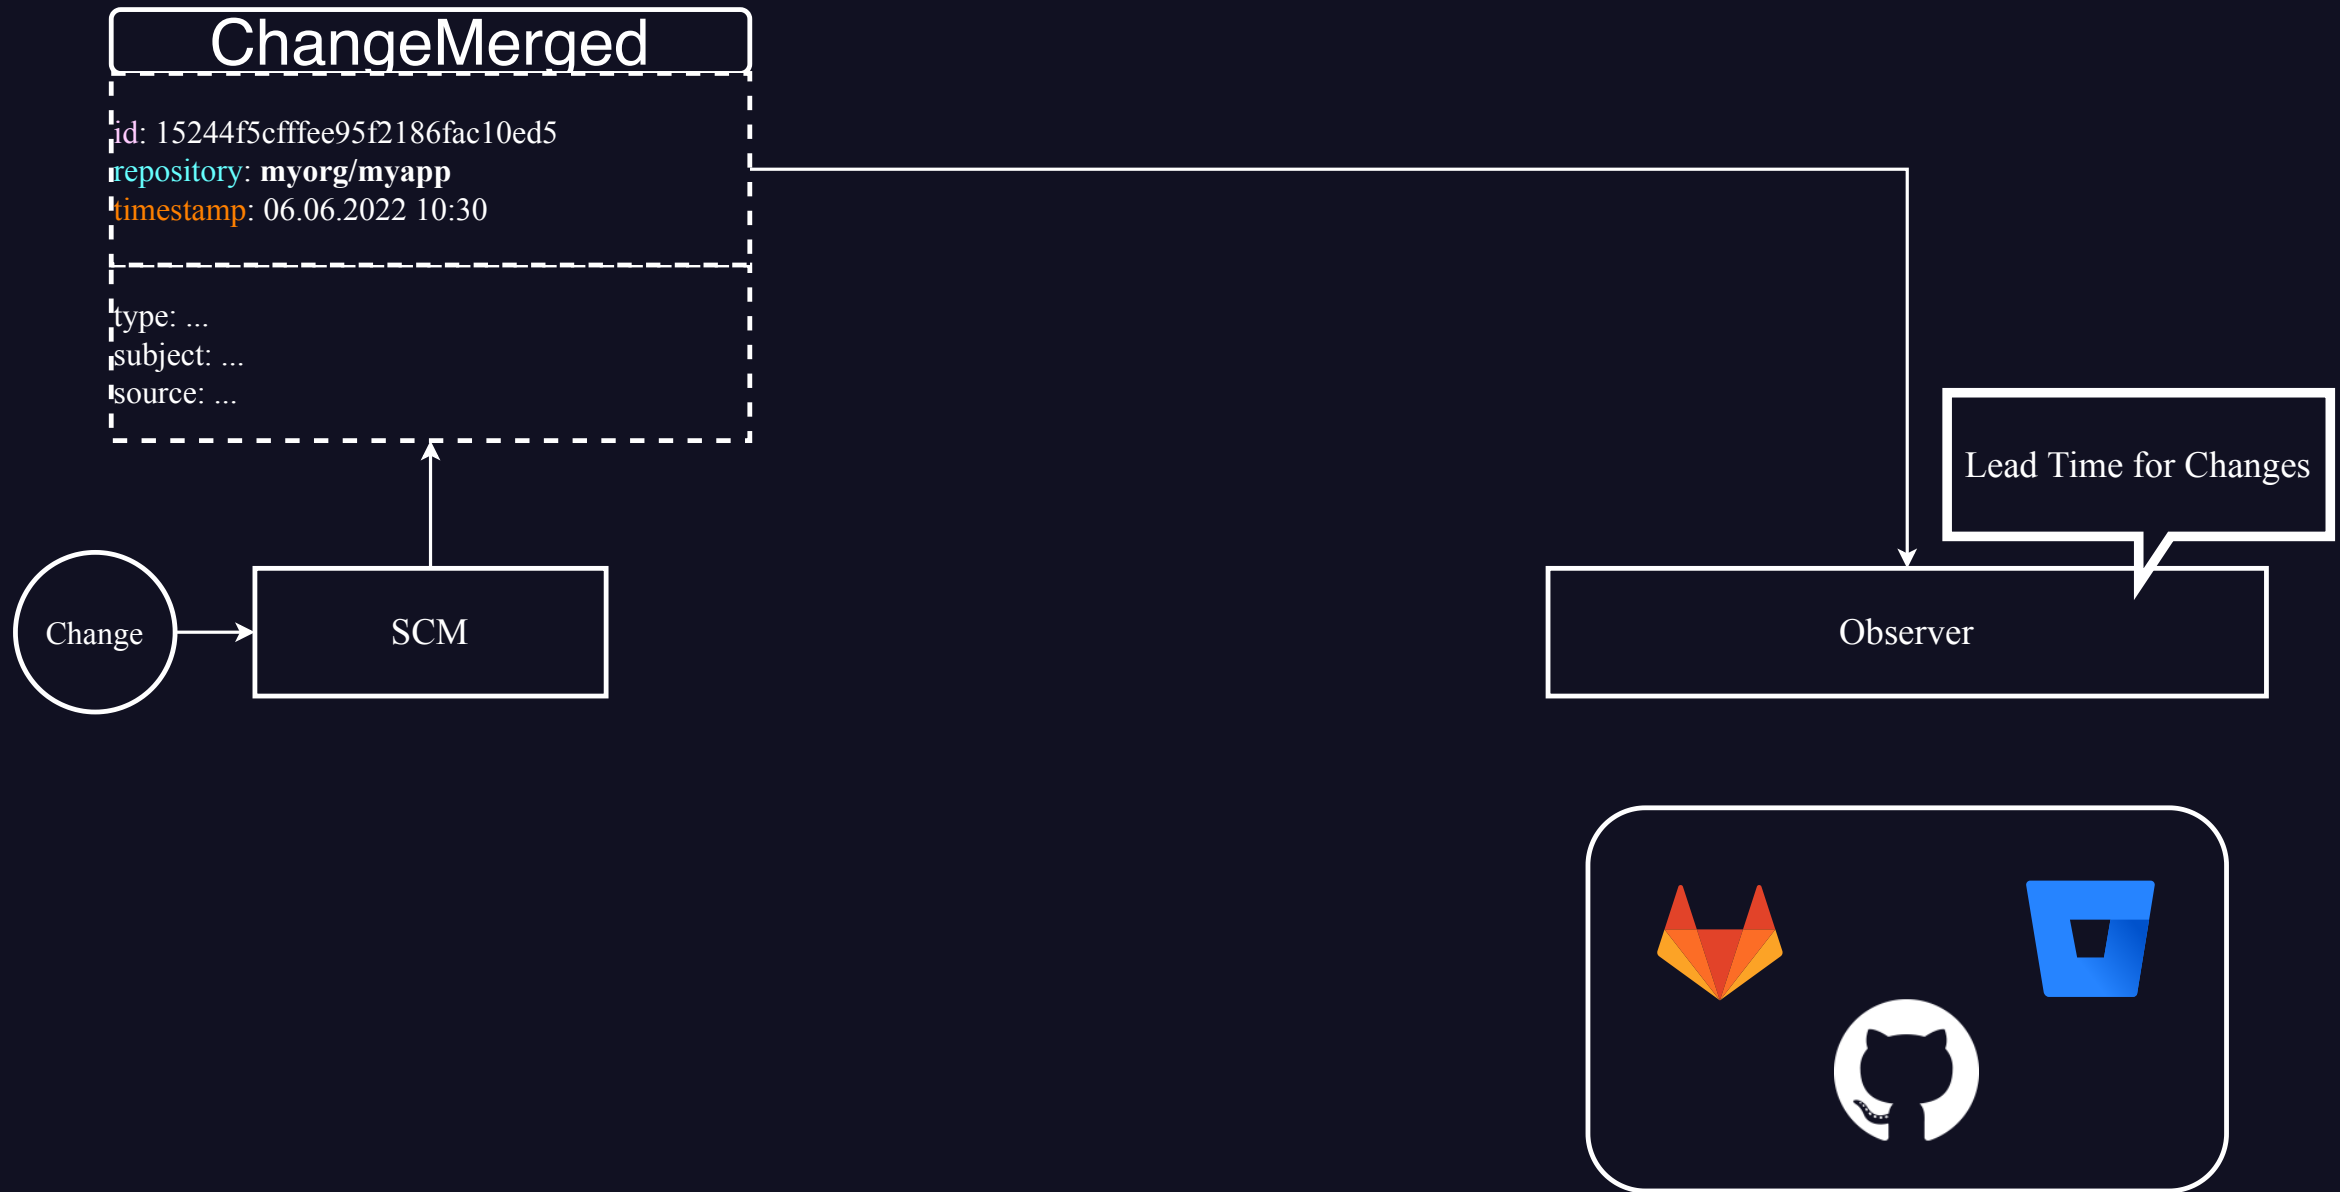 ChangeMerged
id: 15244f5cfffee95f2186fac10ed5
repository: myorg/myapp
timestamp: 06.06.2022 10:30
type: ...
subject: ...
source: ...
Lead Time for Changes
Change
SCM
Observer